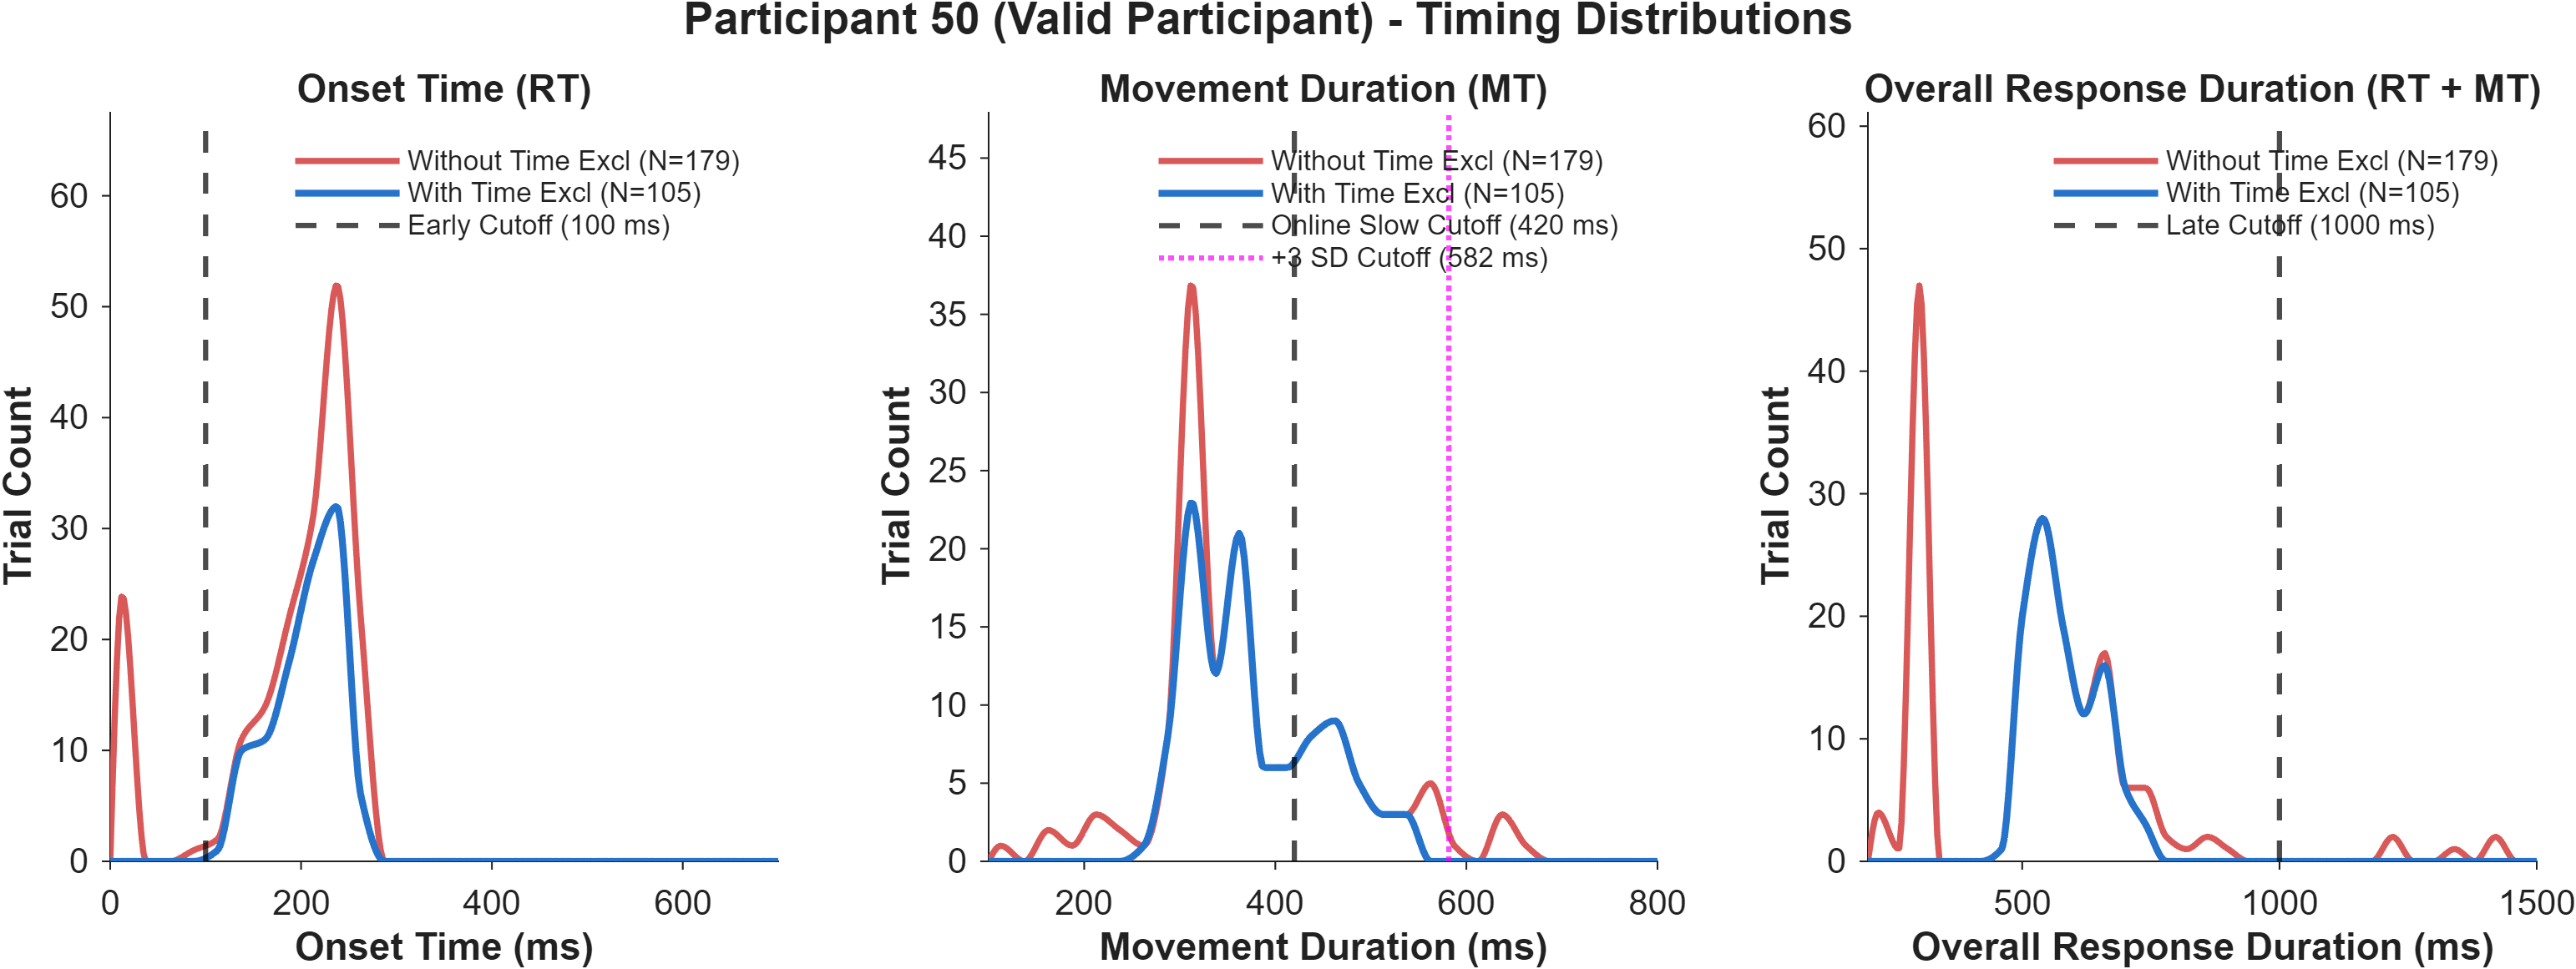 Participant 50 (Valid Participant) - Timing Distributions
Onset Time (RT)
Without Time Excl (N=179)
With Time Excl (N=105)
Early Cutoff (100 ms)
Trial Count
60
50
40
30
20
10
0
0 200 400 600
Onset Time (ms)
Movement Duration (MT)
Without Time Excl (N=179)
With Time Excl (N=105)
Online Slow Cutoff (420 ms)
+3 SD Cutoff (582 ms)
Trial Count
45
40
35
30
25
20
15
10
5
0
200 400 600 800
Movement Duration (ms)
Overall Response Duration (RT + MT)
Without Time Excl (N=179)
With Time Excl (N=105)
Late Cutoff (1000 ms)
Trial Count
60
50
40
30
20
10
0
500 1000 1500
Overall Response Duration (ms)